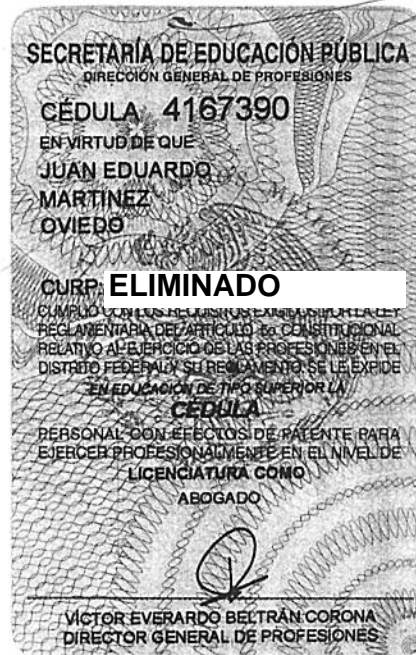 SECRETARÍA DE EDUCACIÓN PÚBLICA
DIRECCIÓN GENERAL DE PROFESIONES
CÉDULA 4167390
EN VIRTUD DE QUE
JUAN EDUARDO
MARTINEZ
OVIEDO
CURP: ELIMINADO
CUMPLIO CON LOS REQUISITOS EXIGIDOS POR LA LEY
REGLAMENTARIA DEL ARTÍCULO 5o. CONSTITUCIONAL
RELATIVO AL EJERCICIO DE LAS PROFESIONES EN EL
DISTRITO FEDERAL Y SU REGLAMENTO SE LE EXPIDE
EN EDUCACIÓN DE TIPO SUPERIOR LA
CÉDULA
PERSONAL CON EFECTOS DE PATENTE PARA
EJERCER PROFESIONALMENTE EN EL NIVEL DE
LICENCIATURA COMO
ABOGADO
VÍCTOR EVERARDO BELTRÁN CORONA
DIRECTOR GENERAL DE PROFESIONES